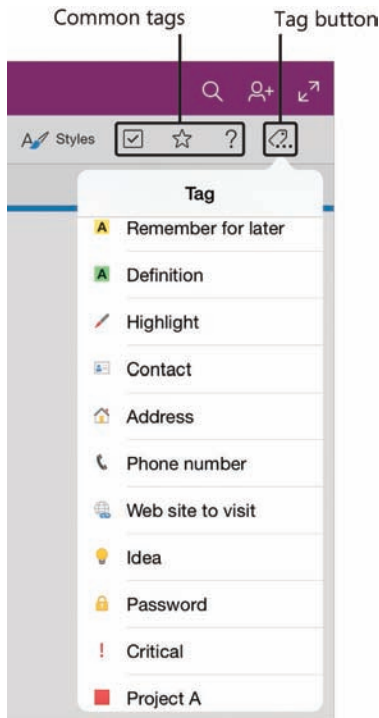 Common tags
Tag button
Styles
Tag
Remember for later
Definition
Highlight
Contact
Address
Phone number
Web site to visit
Idea
Password
Critical
Project A